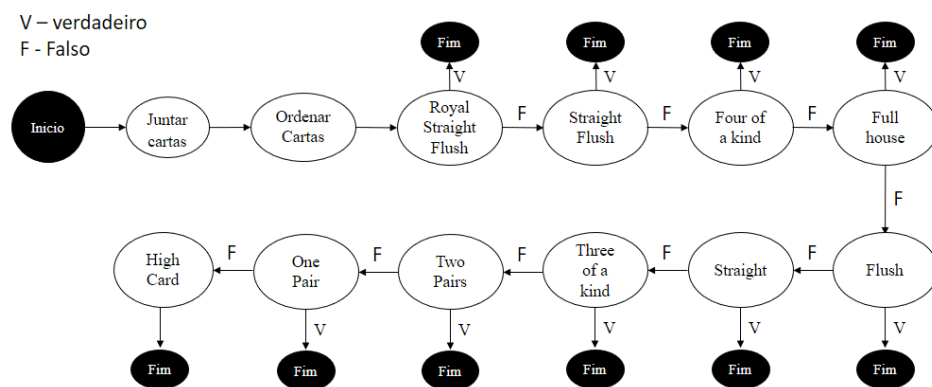 V – verdadeiro
F - Falso
Fim
Fim
Fim
Fim
V
V
V
V
Inicio
Juntar
cartas
Ordenar
Cartas
Royal
Straight
Flush
F
Straight
Flush
F
Four of
a kind
F
Full
house
F
High
Card
F
One
Pair
F
Two
Pairs
F
Three
of a
kind
F
Straight
F
Flush
V
V
V
V
V
Fim
Fim
Fim
Fim
Fim
Fim